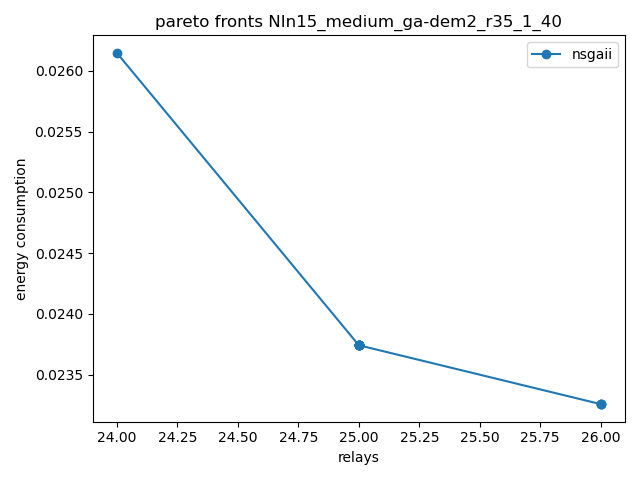 pareto fronts NIn15_medium_ga-dem2_r35_1_40
nsgaii
energy consumption
0.0260
0.0255
0.0250
0.0245
0.0240
0.0235
24.00 24.25 24.50 24.75 25.00 25.25 25.50 25.75 26.00
relays